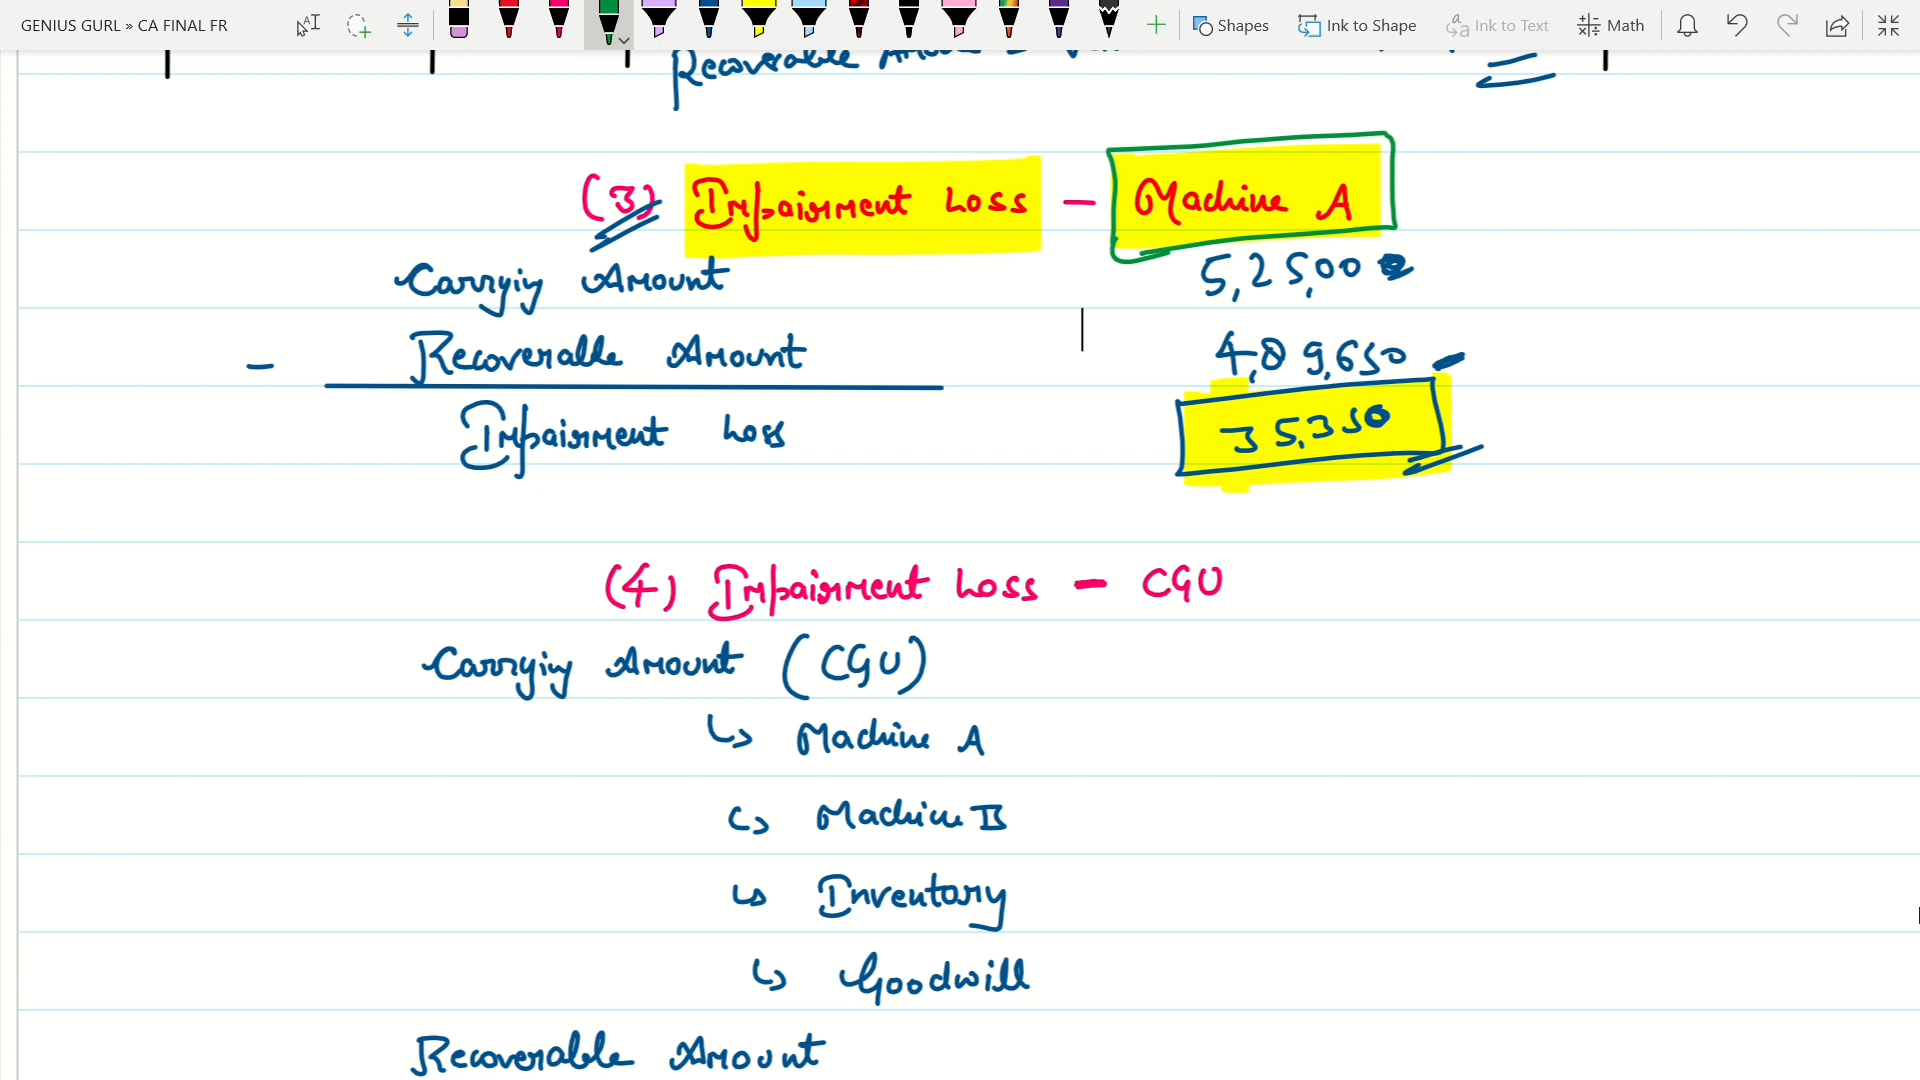 GENIUS GURL » CA FINAL FR Shapes Ink to Shape Ink to Text Math
Recoverable Amount
(3) Impairment Loss – Machine A
Carrying Amount 5,25,000
– Recoverable Amount 4,89,650
Impairment Loss 35,350
(4) Impairment Loss – CGU
Carrying Amount (CGU)
↳ Machine A
↳ Machine B
↳ Inventory
↳ Goodwill
Recoverable Amount